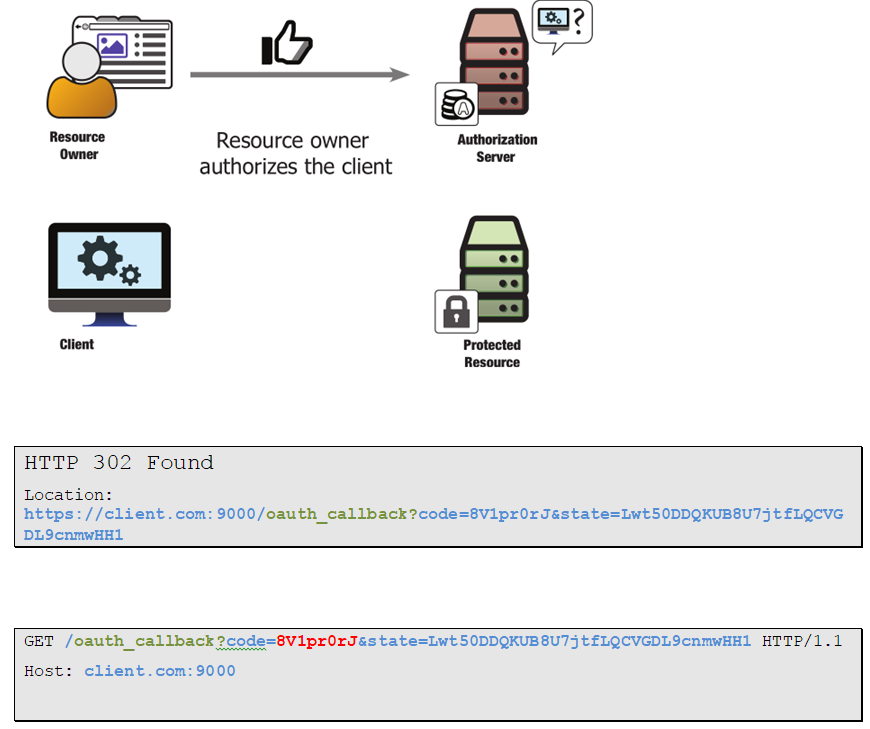 ?
A
Resource
Owner
Resource owner
authorizes the client
Authorization
Server
Client
Protected
Resource
HTTP 302 Found
Location:
https://client.com:9000/oauth_callback?code=8V1pr0rJ&state=Lwt50DDQKUB8U7jtfLQCVG
DL9cnmwHH1
GET /oauth_callback?code=8V1pr0rJ&state=Lwt50DDQKUB8U7jtfLQCVGDL9cnmwHH1 HTTP/1.1
Host: client.com:9000